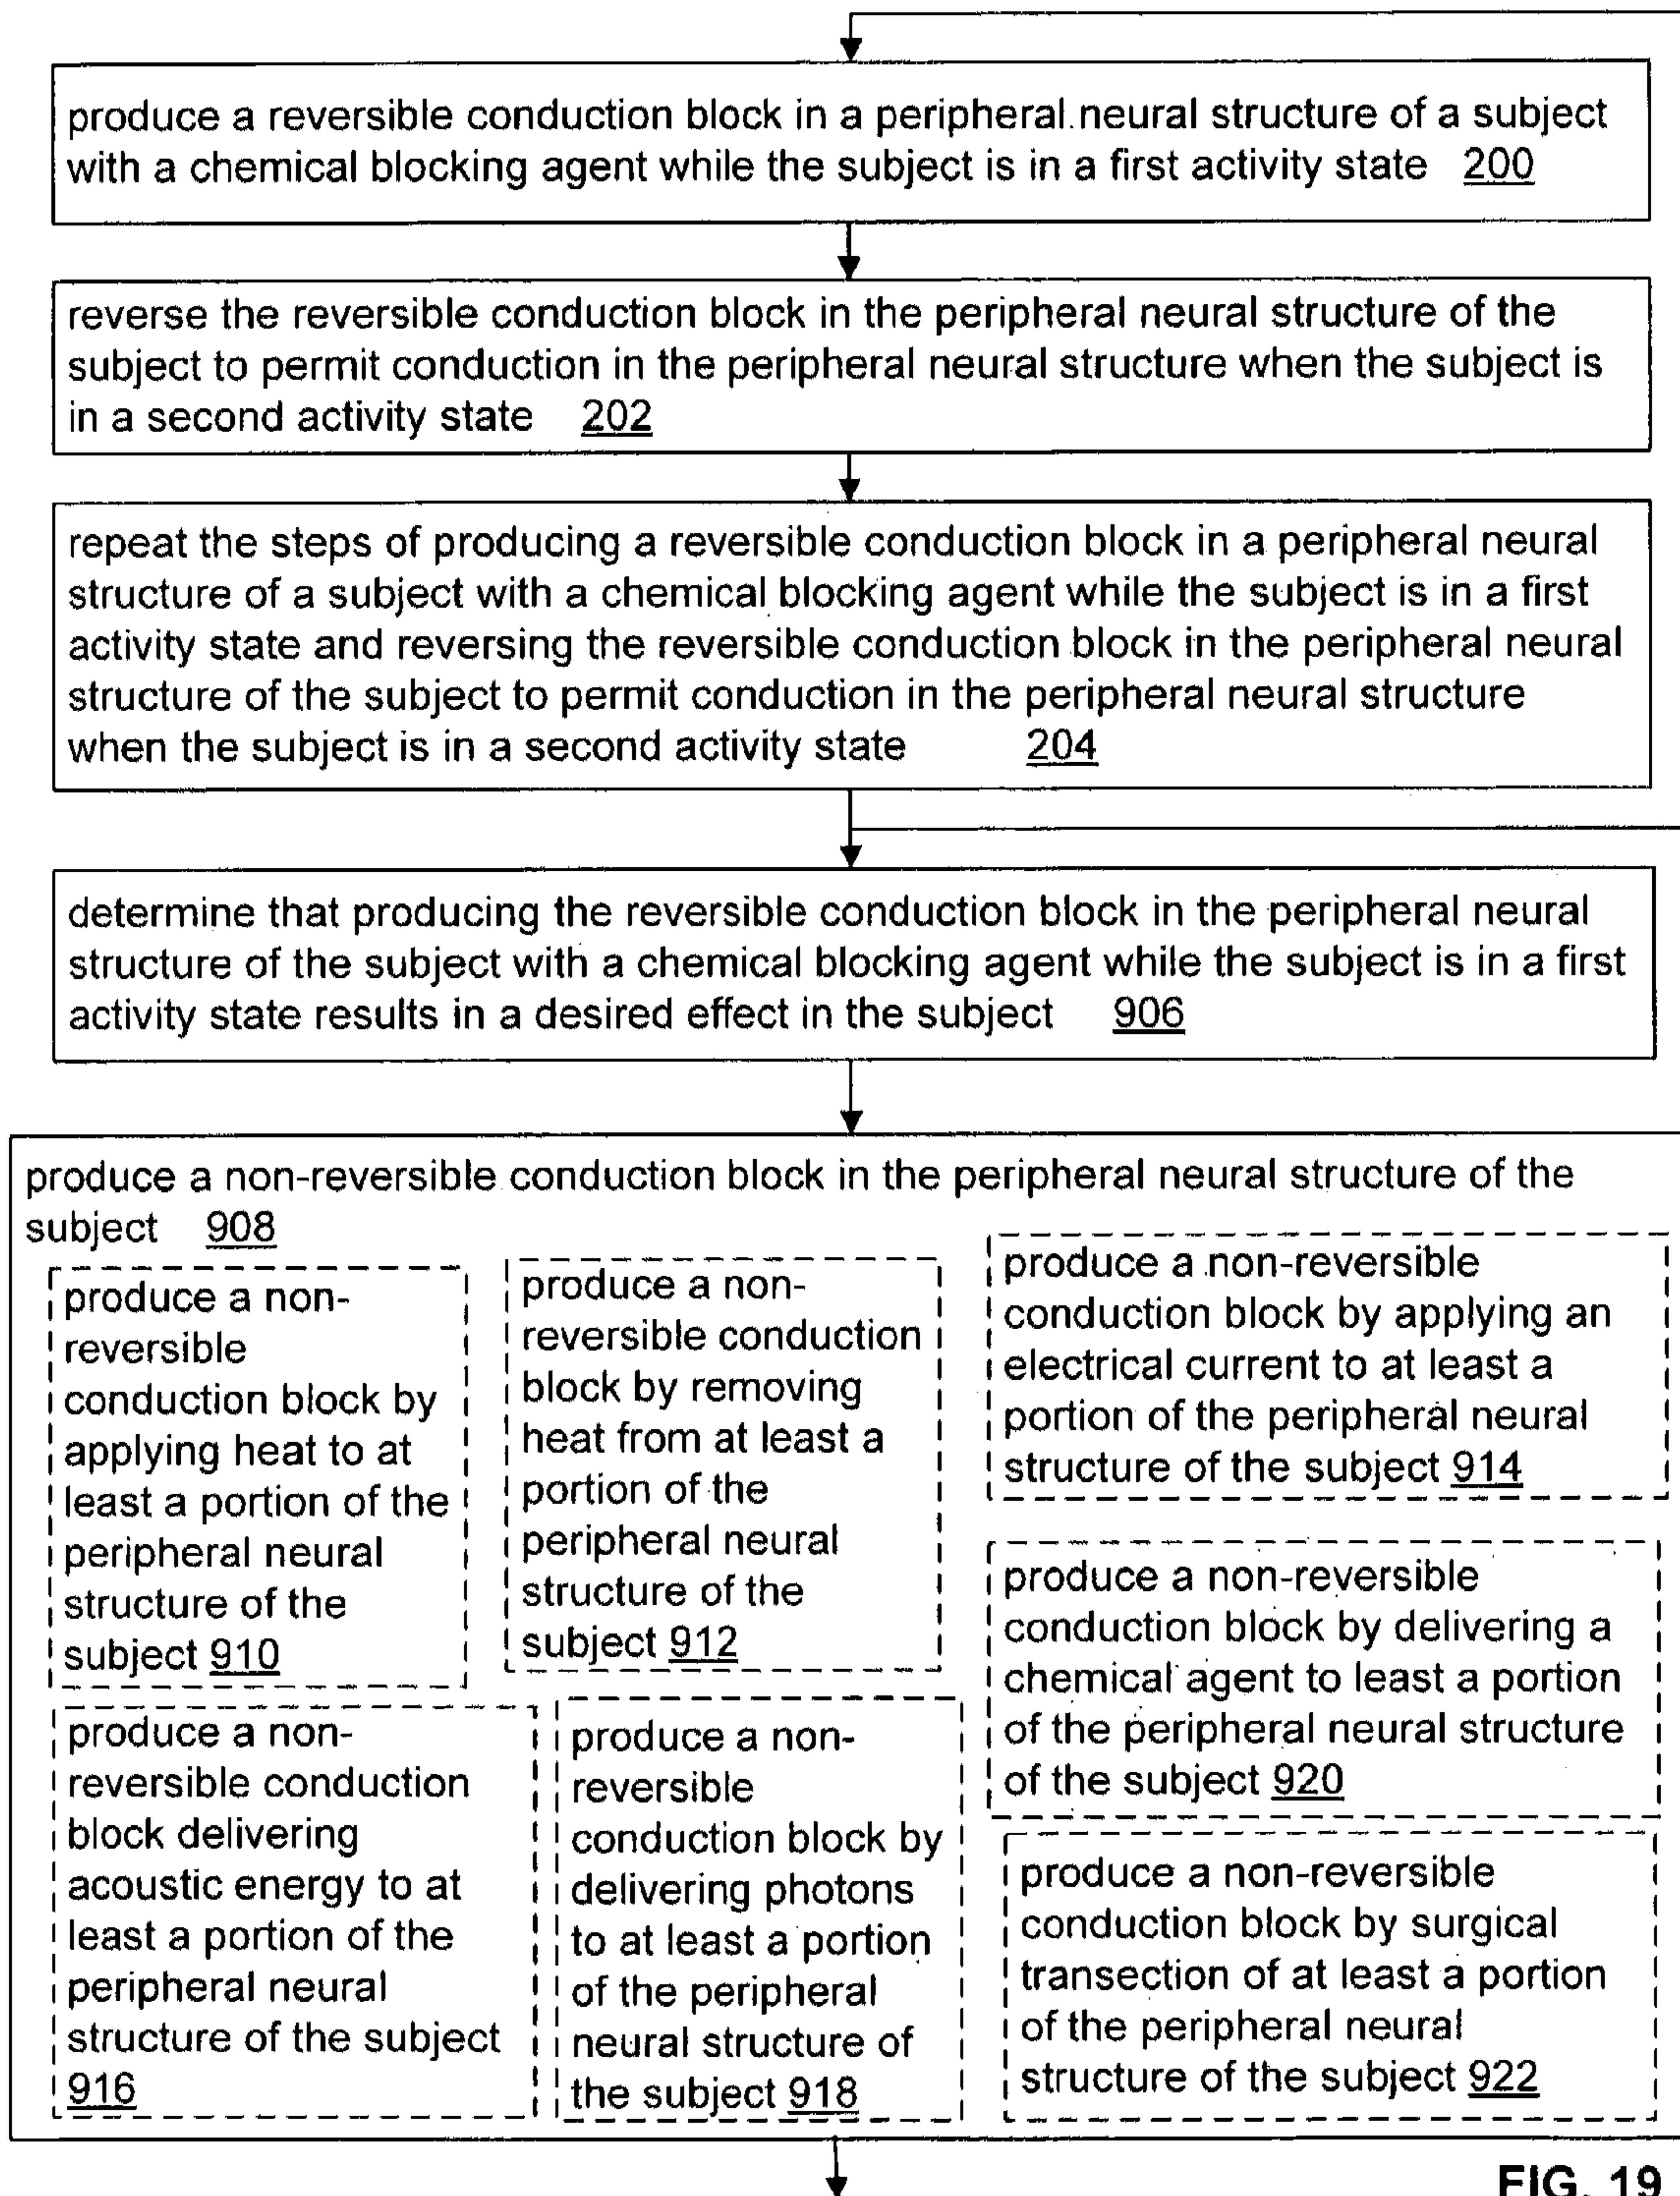 produce a reversible conduction block in a peripheral neural structure of a subject
with a chemical blocking agent while the subject is in a first activity state 200
reverse the reversible conduction block in the peripheral neural structure of the
subject to permit conduction in the peripheral neural structure when the subject is
in a second activity state 202
repeat the steps of producing a reversible conduction block in a peripheral neural
structure of a subject with a chemical blocking agent while the subject is in a first
activity state and reversing the reversible conduction block in the peripheral neural
structure of the subject to permit conduction in the peripheral neural structure
when the subject is in a second activity state 204
determine that producing the reversible conduction block in the peripheral neural
structure of the subject with a chemical blocking agent while the subject is in a first
activity state results in a desired effect in the subject 906
produce a non-reversible conduction block in the peripheral neural structure of the
subject 908
produce a non-
reversible
conduction block by
applying heat to at
least a portion of the
peripheral neural
structure of the
subject 910
produce a non-
reversible conduction
block by removing
heat from at least a
portion of the
peripheral neural
structure of the
subject 912
produce a non-reversible
conduction block by applying an
electrical current to at least a
portion of the peripheral neural
structure of the subject 914
produce a non-
reversible conduction
block delivering
acoustic energy to at
least a portion of the
peripheral neural
structure of the subject
916
produce a non-
reversible
conduction block by
delivering photons
to at least a portion
of the peripheral
neural structure of
the subject 918
produce a non-reversible
conduction block by delivering a
chemical agent to least a portion
of the peripheral neural structure
of the subject 920
produce a non-reversible
conduction block by surgical
transection of at least a portion
of the peripheral neural
structure of the subject 922
FIG. 19